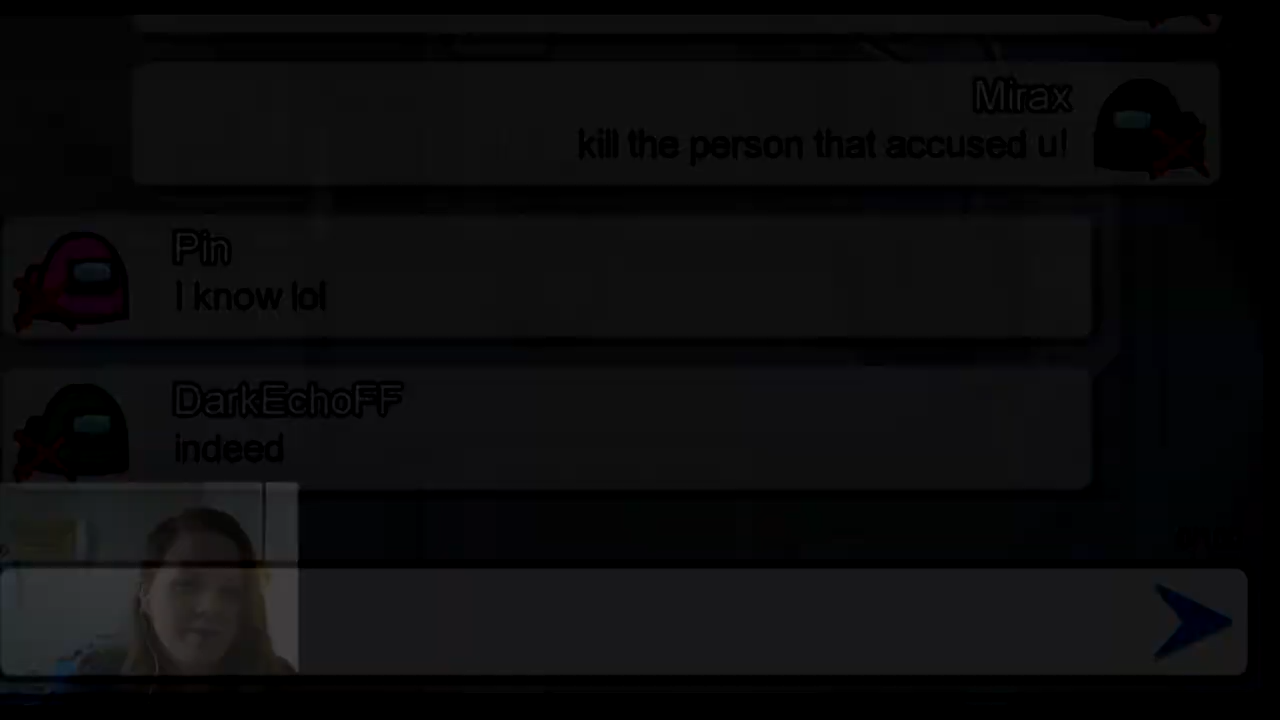 Mirax
kill the person that accused u!
Pin
I know lol
DarkEchoFF
indeed